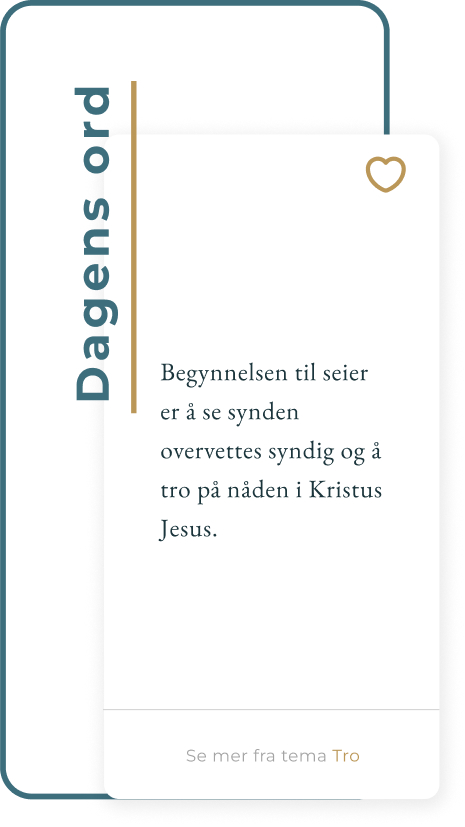 Dagens ord
Begynnelsen til seier
er å se synden
overvettes syndig og å
tro på nåden i Kristus
Jesus.
Se mer fra tema Tro